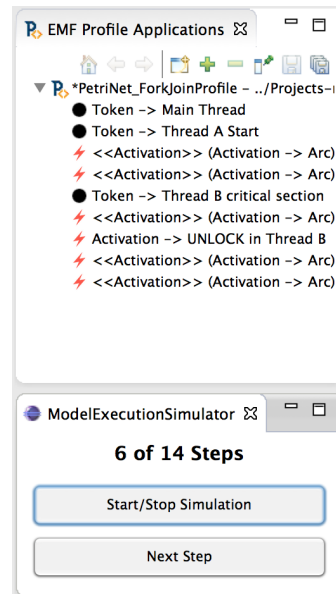 EMF Profile Applications
*PetriNet_ForkJoinProfile - ../Projects-
Token -> Main Thread
Token -> Thread A Start
<<Activation>> (Activation -> Arc)
<<Activation>> (Activation -> Arc)
Token -> Thread B critical section
<<Activation>> (Activation -> Arc)
Activation -> UNLOCK in Thread B
<<Activation>> (Activation -> Arc)
<<Activation>> (Activation -> Arc)
ModelExecutionSimulator
6 of 14 Steps
Start/Stop Simulation
Next Step